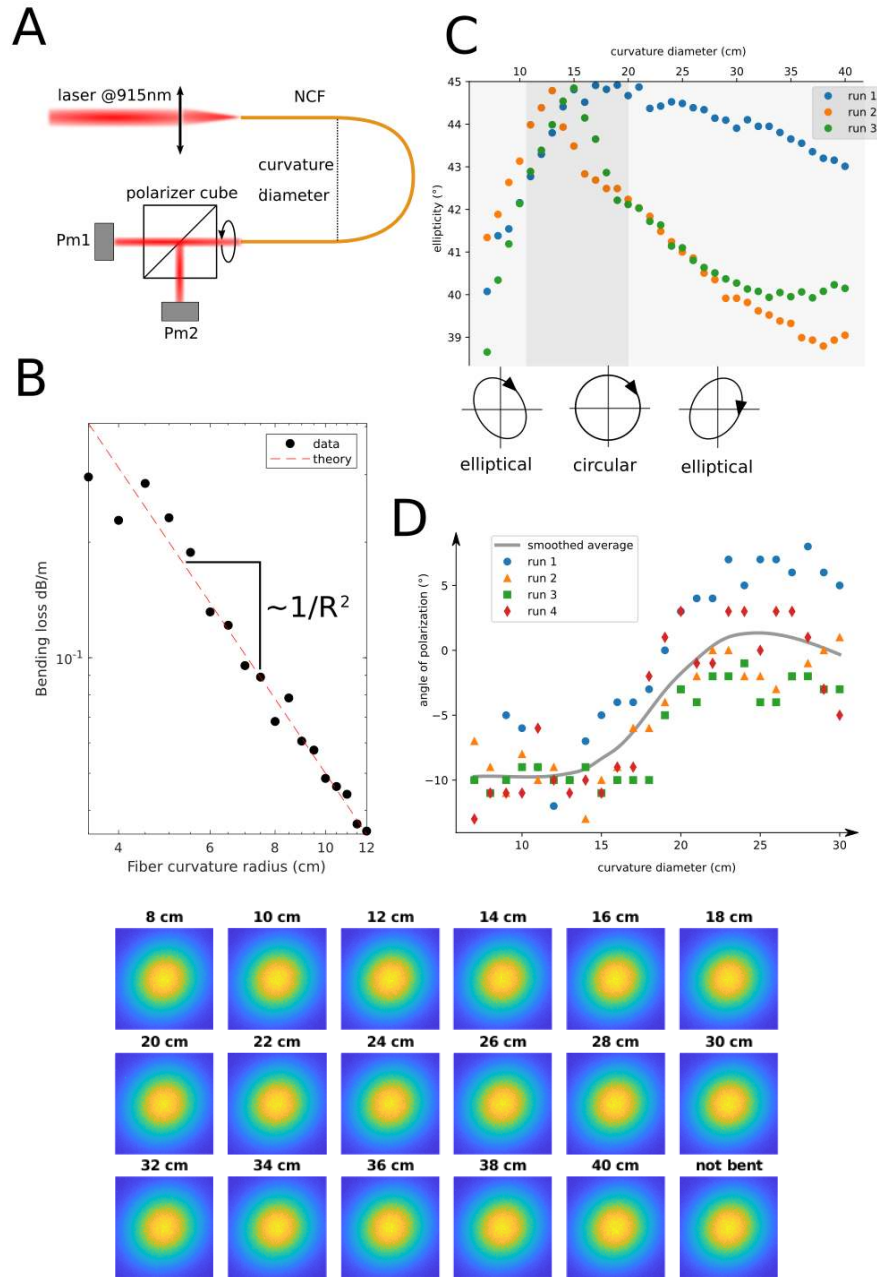 A
laser @915nm
NCF
curvature
diameter
polarizer cube
Pm1
Pm2
B
data
theory
~1/R²
10⁻¹
Bending loss dB/m
4
6
8
10
12
Fiber curvature radius (cm)
C
curvature diameter (cm)
10
15
20
25
30
35
40
45
44
43
42
41
40
39
ellipticity (°)
run 1
run 2
run 3
elliptical
circular
elliptical
D
smoothed average
run 1
run 2
run 3
run 4
5
0
−5
−10
angle of polarization (°)
10
15
20
25
30
curvature diameter (cm)
8 cm
10 cm
12 cm
14 cm
16 cm
18 cm
20 cm
22 cm
24 cm
26 cm
28 cm
30 cm
32 cm
34 cm
36 cm
38 cm
40 cm
not bent